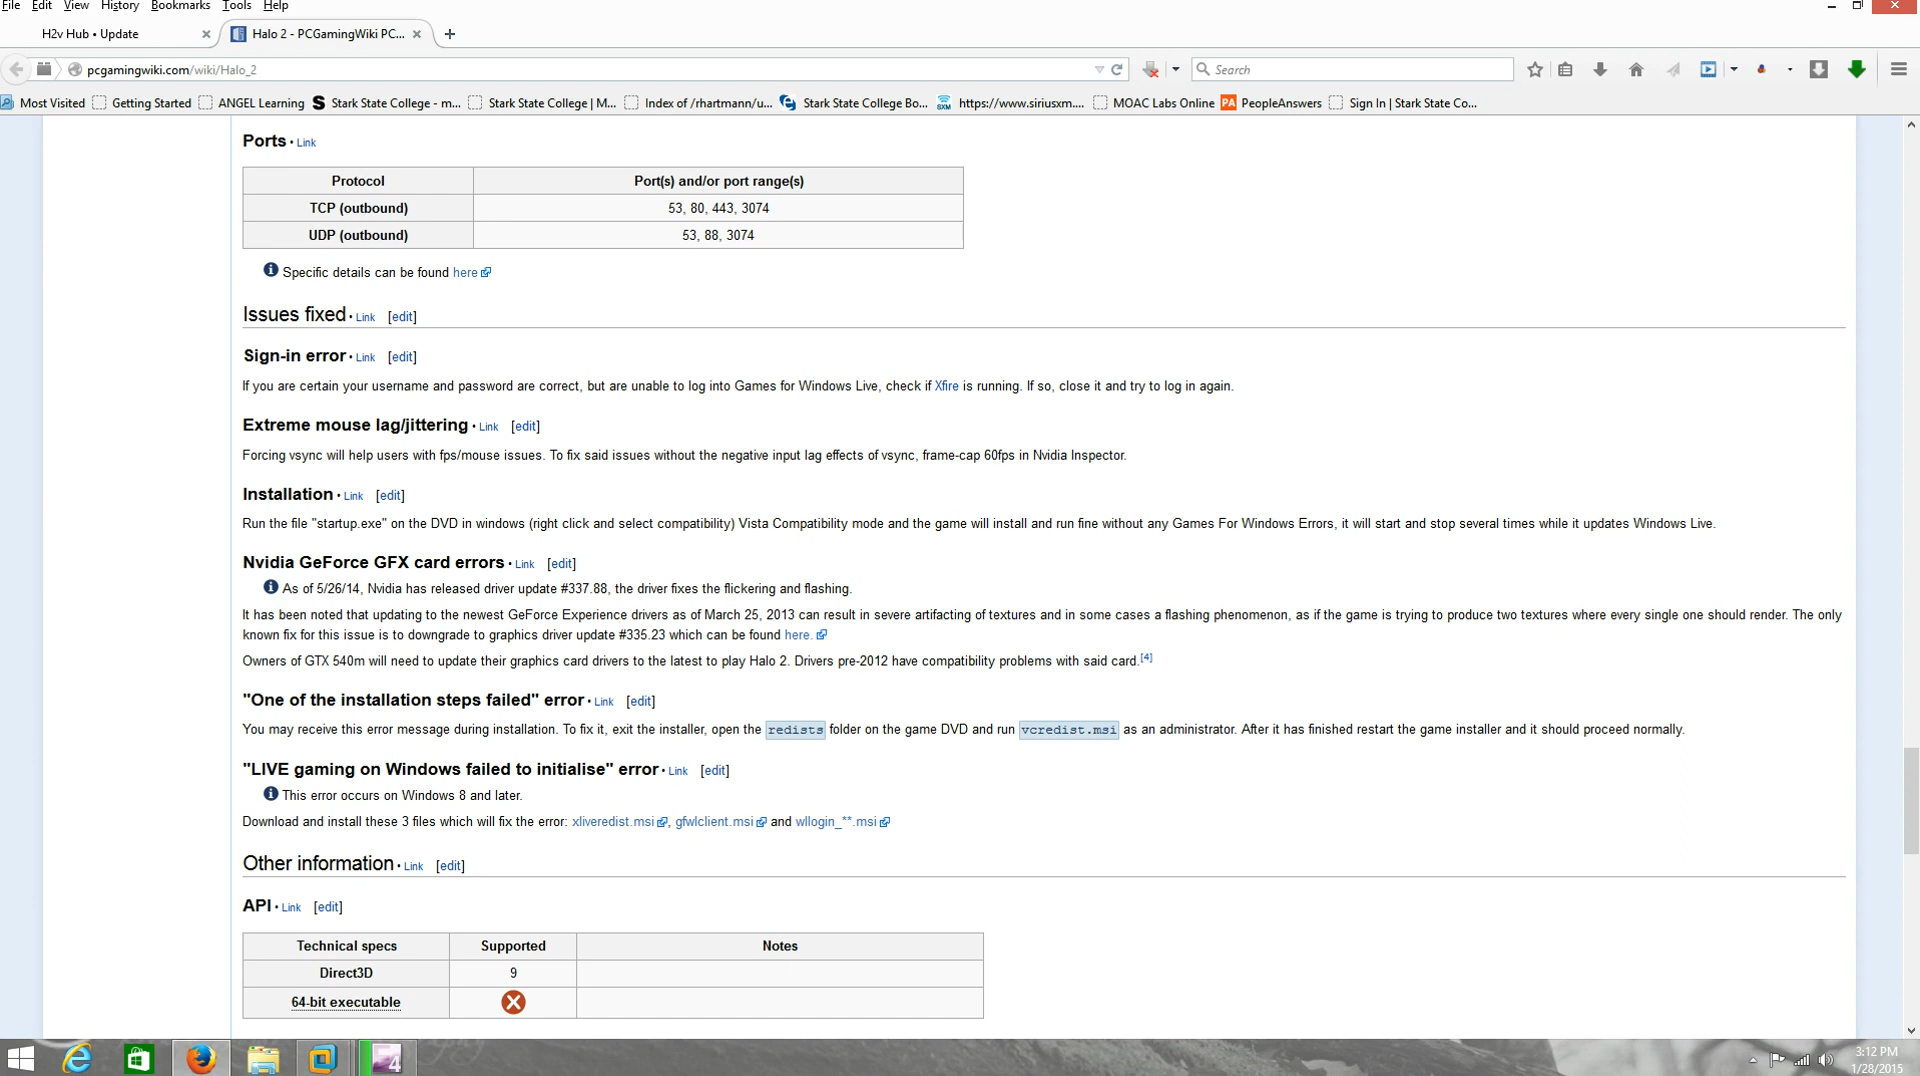 File Edit View History Bookmarks Tools Help
H2v Hub • Update
Halo 2 - PCGamingWiki PC...
pcgamingwiki.com/wiki/Halo_2
Search
Most Visited Getting Started ANGEL Learning Stark State College - m... Stark State College | M... Index of /rhartmann/u... Stark State College Bo... https://www.siriusxm.... MOAC Labs Online PeopleAnswers Sign In | Stark State Co...
Ports • Link
Protocol Port(s) and/or port range(s)
TCP (outbound) 53, 80, 443, 3074
UDP (outbound) 53, 88, 3074
Specific details can be found here
Issues fixed • Link [edit]
Sign-in error • Link [edit]
If you are certain your username and password are correct, but are unable to log into Games for Windows Live, check if Xfire is running. If so, close it and try to log in again.
Extreme mouse lag/jittering • Link [edit]
Forcing vsync will help users with fps/mouse issues. To fix said issues without the negative input lag effects of vsync, frame-cap 60fps in Nvidia Inspector.
Installation • Link [edit]
Run the file "startup.exe" on the DVD in windows (right click and select compatibility) Vista Compatibility mode and the game will install and run fine without any Games For Windows Errors, it will start and stop several times while it updates Windows Live.
Nvidia GeForce GFX card errors • Link [edit]
As of 5/26/14, Nvidia has released driver update #337.88, the driver fixes the flickering and flashing.
It has been noted that updating to the newest GeForce Experience drivers as of March 25, 2013 can result in severe artifacting of textures and in some cases a flashing phenomenon, as if the game is trying to produce two textures where every single one should render. The only
known fix for this issue is to downgrade to graphics driver update #335.23 which can be found here.
Owners of GTX 540m will need to update their graphics card drivers to the latest to play Halo 2. Drivers pre-2012 have compatibility problems with said card.[4]
"One of the installation steps failed" error • Link [edit]
You may receive this error message during installation. To fix it, exit the installer, open the redists folder on the game DVD and run vcredist.msi as an administrator. After it has finished restart the game installer and it should proceed normally.
"LIVE gaming on Windows failed to initialise" error • Link [edit]
This error occurs on Windows 8 and later.
Download and install these 3 files which will fix the error: xliveredist.msi, gfwlclient.msi and wllogin_**.msi
Other information • Link [edit]
API • Link [edit]
Technical specs Supported Notes
Direct3D 9
64-bit executable
4
3:12 PM
1/28/2015